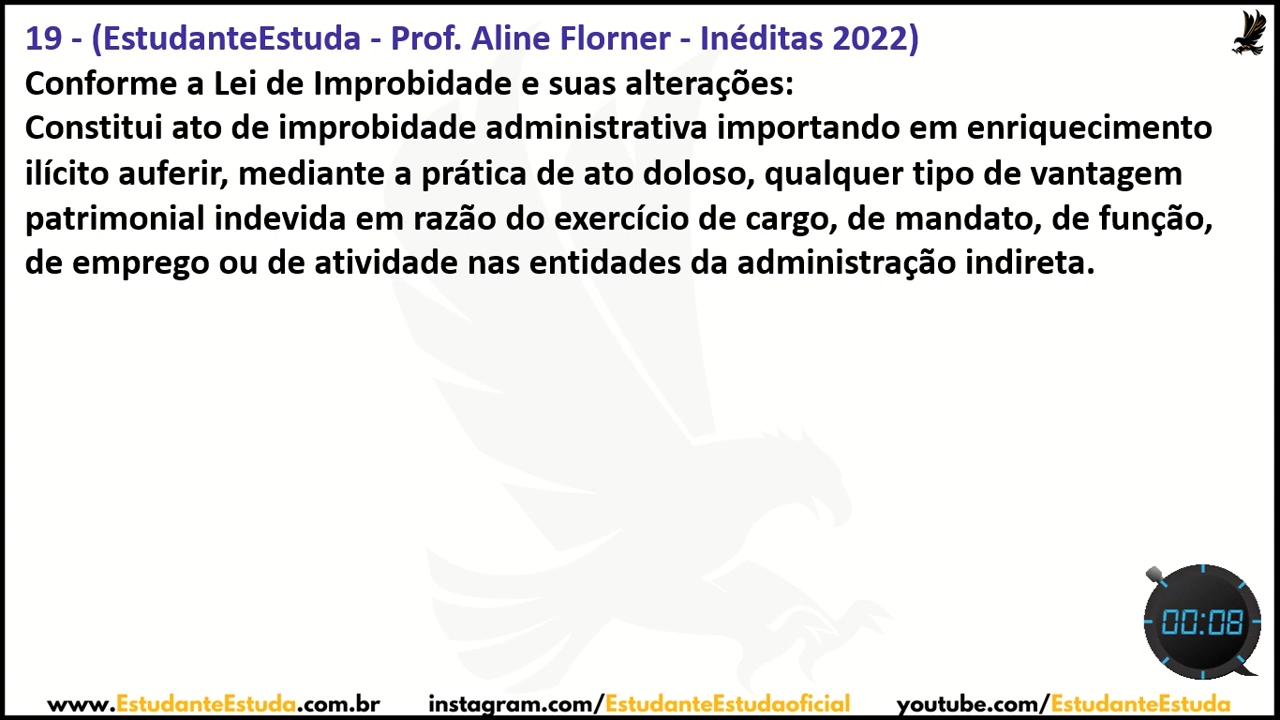 19 - (EstudanteEstuda - Prof. Aline Florner - Inéditas 2022)
Conforme a Lei de Improbidade e suas alterações:
Constitui ato de improbidade administrativa importando em enriquecimento
ilícito auferir, mediante a prática de ato doloso, qualquer tipo de vantagem
patrimonial indevida em razão do exercício de cargo, de mandato, de função,
de emprego ou de atividade nas entidades da administração indireta.
00:08
www.EstudanteEstuda.com.br instagram.com/EstudanteEstudaoficial youtube.com/EstudanteEstuda